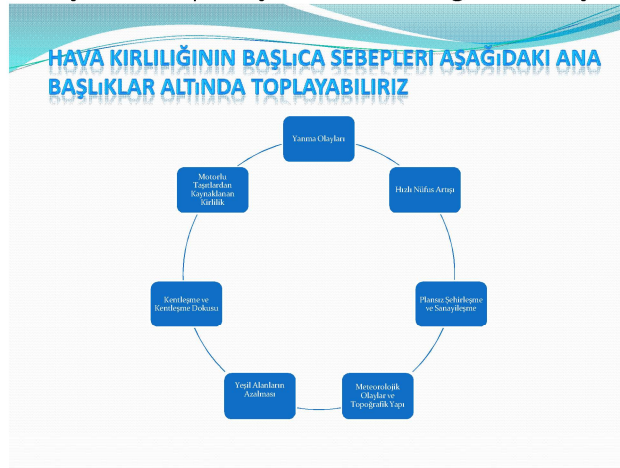 HAVA KIRLILIĞININ BAŞLıCA SEBEPLERI AŞAĞıDAKI ANA
BAŞLıKLAR ALTıNDA TOPLAYABILIRIZ
Yanma Olayları
Hızlı Nüfus Artışı
Plansız Şehirleşme
ve Sanayileşme
Meteorolojik
Olaylar ve
Topoğrafik Yapı
Yeşil Alanların
Azalması
Kentleşme ve
Kentleşme Dokusu
Motorlu
Taşıtlardan
Kaynaklanan
Kirlilik